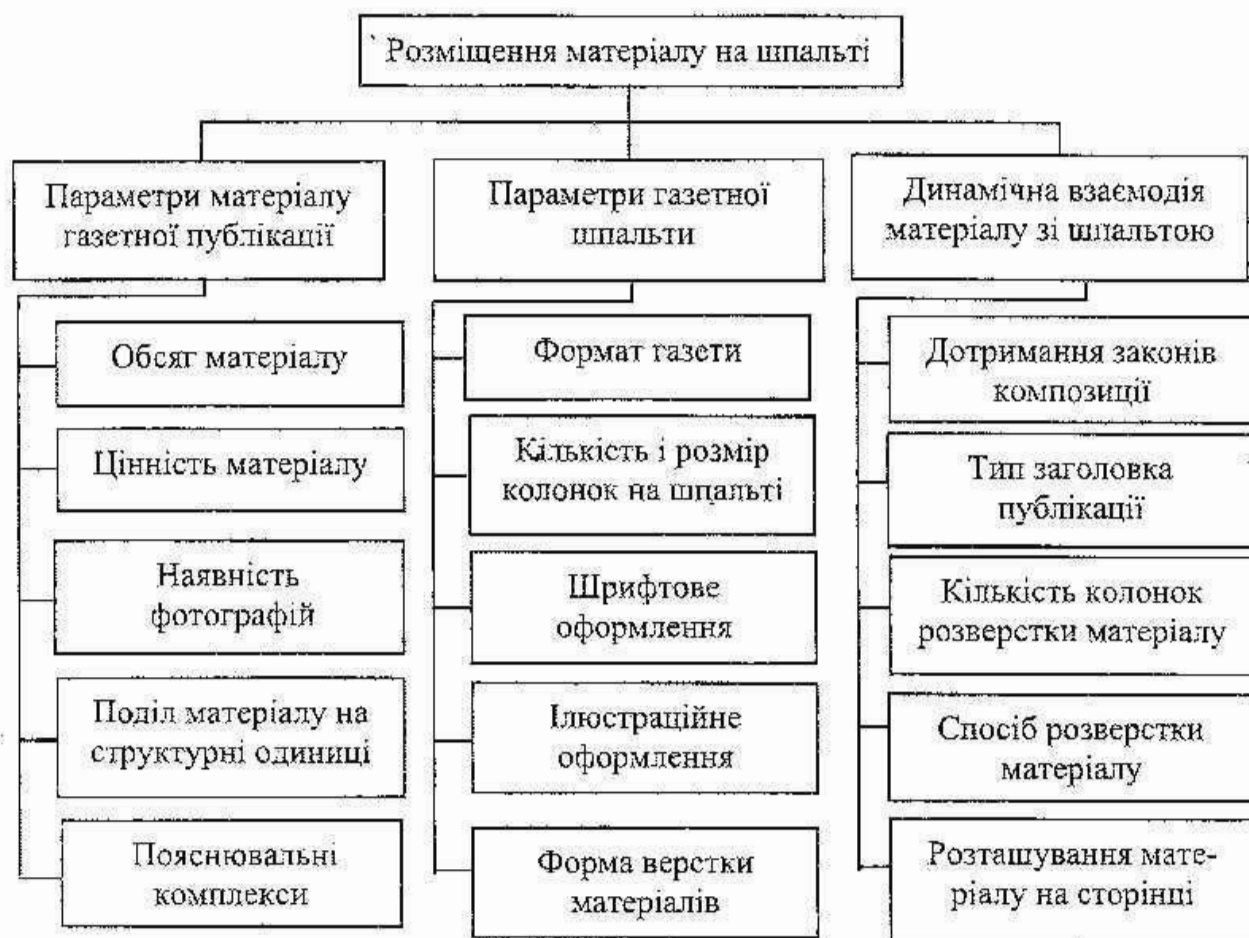 Розміщення матеріалу на шпальті
Параметри матеріалу
газетної публікації
Обсяг матеріалу
Цінність матеріалу
Наявність
фотографій
Поділ матеріалу на
структурні одиниці
Пояснювальні
комплекси
Параметри газетної
шпальти
Формат газети
Кількість і розмір
колонок на шпальті
Шрифтове
оформлення
Ілюстраційне
оформлення
Форма верстки
матеріалів
Динамічна взаємодія
матеріалу зі шпальтою
Дотримання законів
композиції
Тип заголовка
публікації
Кількість колонок
розверстки матеріалу
Спосіб розверстки
матеріалу
Розташування мате-
ріалу на сторінці